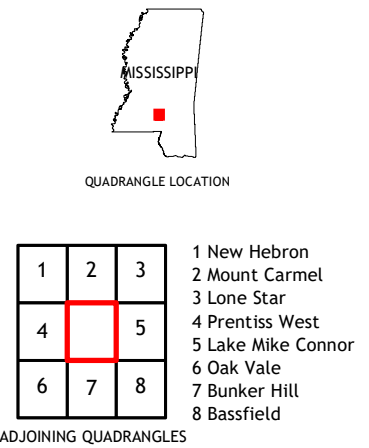 MISSISSIPPI
QUADRANGLE LOCATION
1 2 3
4 5
6 7 8
1 New Hebron
2 Mount Carmel
3 Lone Star
4 Prentiss West
5 Lake Mike Connor
6 Oak Vale
7 Bunker Hill
8 Bassfield
ADJOINING QUADRANGLES